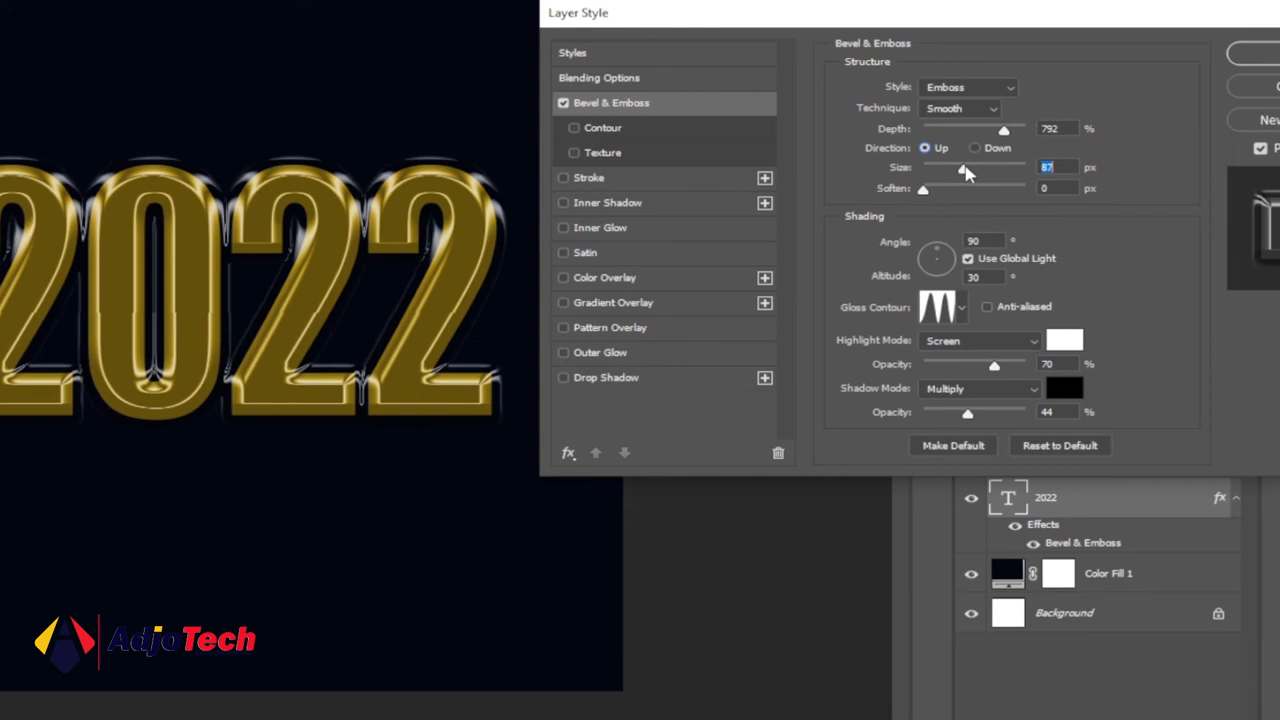 Layer Style
Styles
Blending Options
Bevel & Emboss
Contour
Texture
Stroke
Inner Shadow
Inner Glow
Satin
Color Overlay
Gradient Overlay
Pattern Overlay
Outer Glow
Drop Shadow
fx
Bevel & Emboss
Structure
Style: Emboss
Technique: Smooth
Depth: 792 %
Direction: Up Down
Size: 87 px
Soften: 0 px
Shading
Angle: 90 °
Use Global Light
Altitude: 30 °
Gloss Contour: Anti-aliased
Highlight Mode: Screen
Opacity: 70 %
Shadow Mode: Multiply
Opacity: 44 %
Make Default Reset to Default
2022
T 2022 fx
Effects
Bevel & Emboss
Color Fill 1
Background
AdjoTech